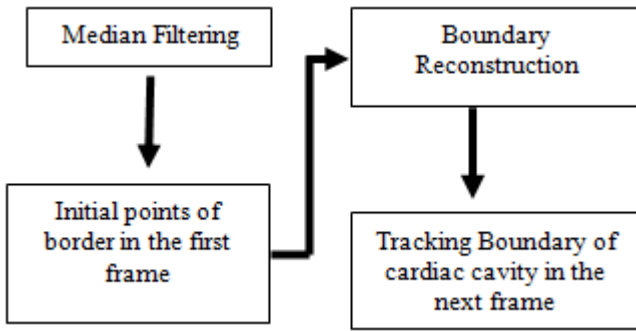 Median Filtering
Initial points of
border in the first
frame
Boundary
Reconstruction
Tracking Boundary of
cardiac cavity in the
next frame